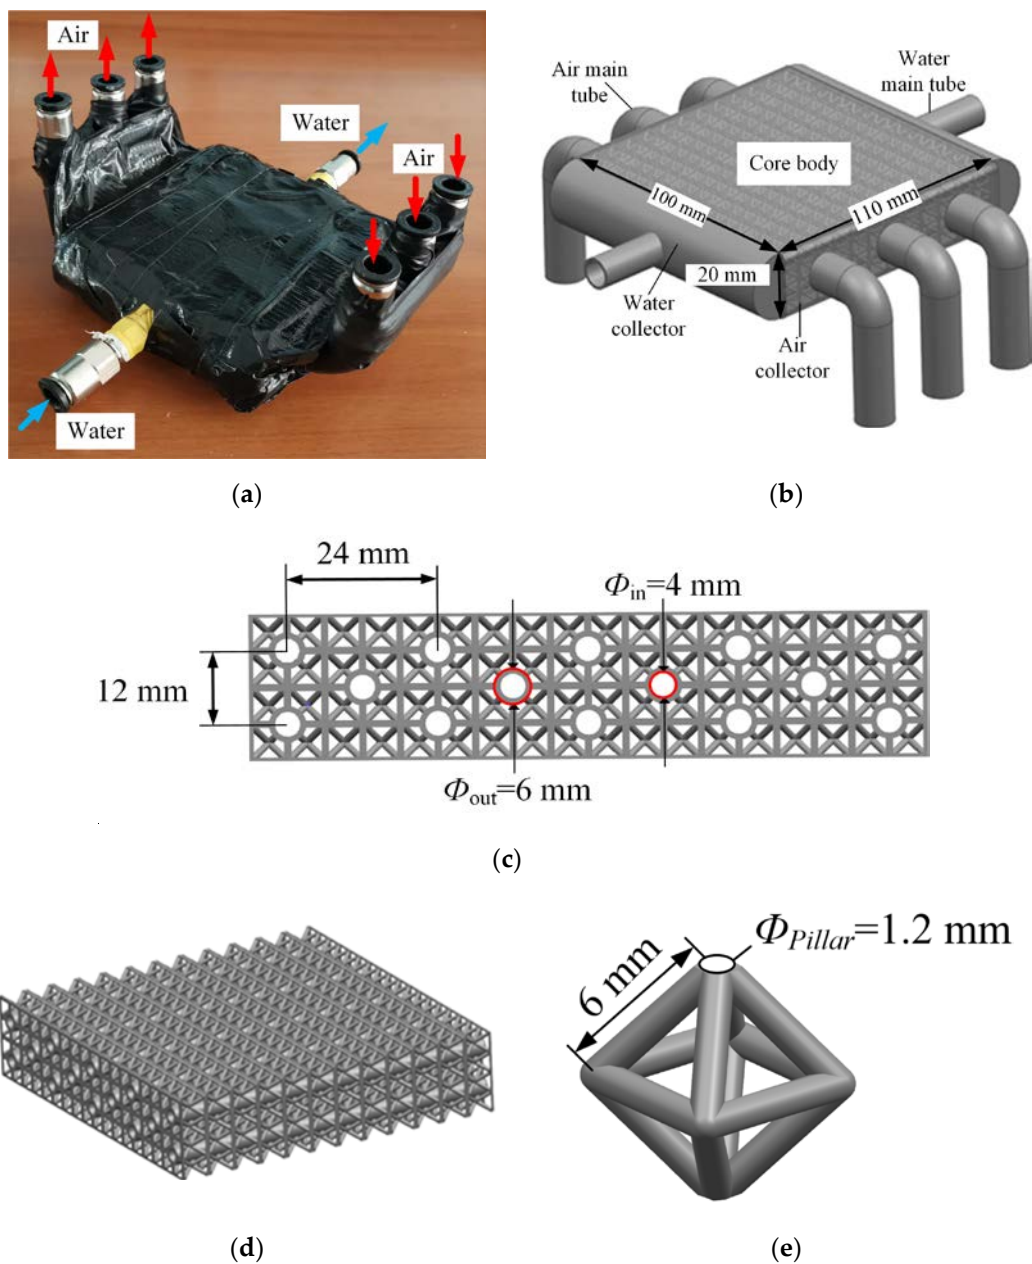 Air
Water
Air
Water
(a)
Air main
tube
Water
main tube
Core body
100 mm
110 mm
20 mm
Water
collector
Air
collector
(b)
24 mm
Φin=4 mm
12 mm
Φout=6 mm
(c)
(d)
ΦPillar=1.2 mm
6 mm
(e)